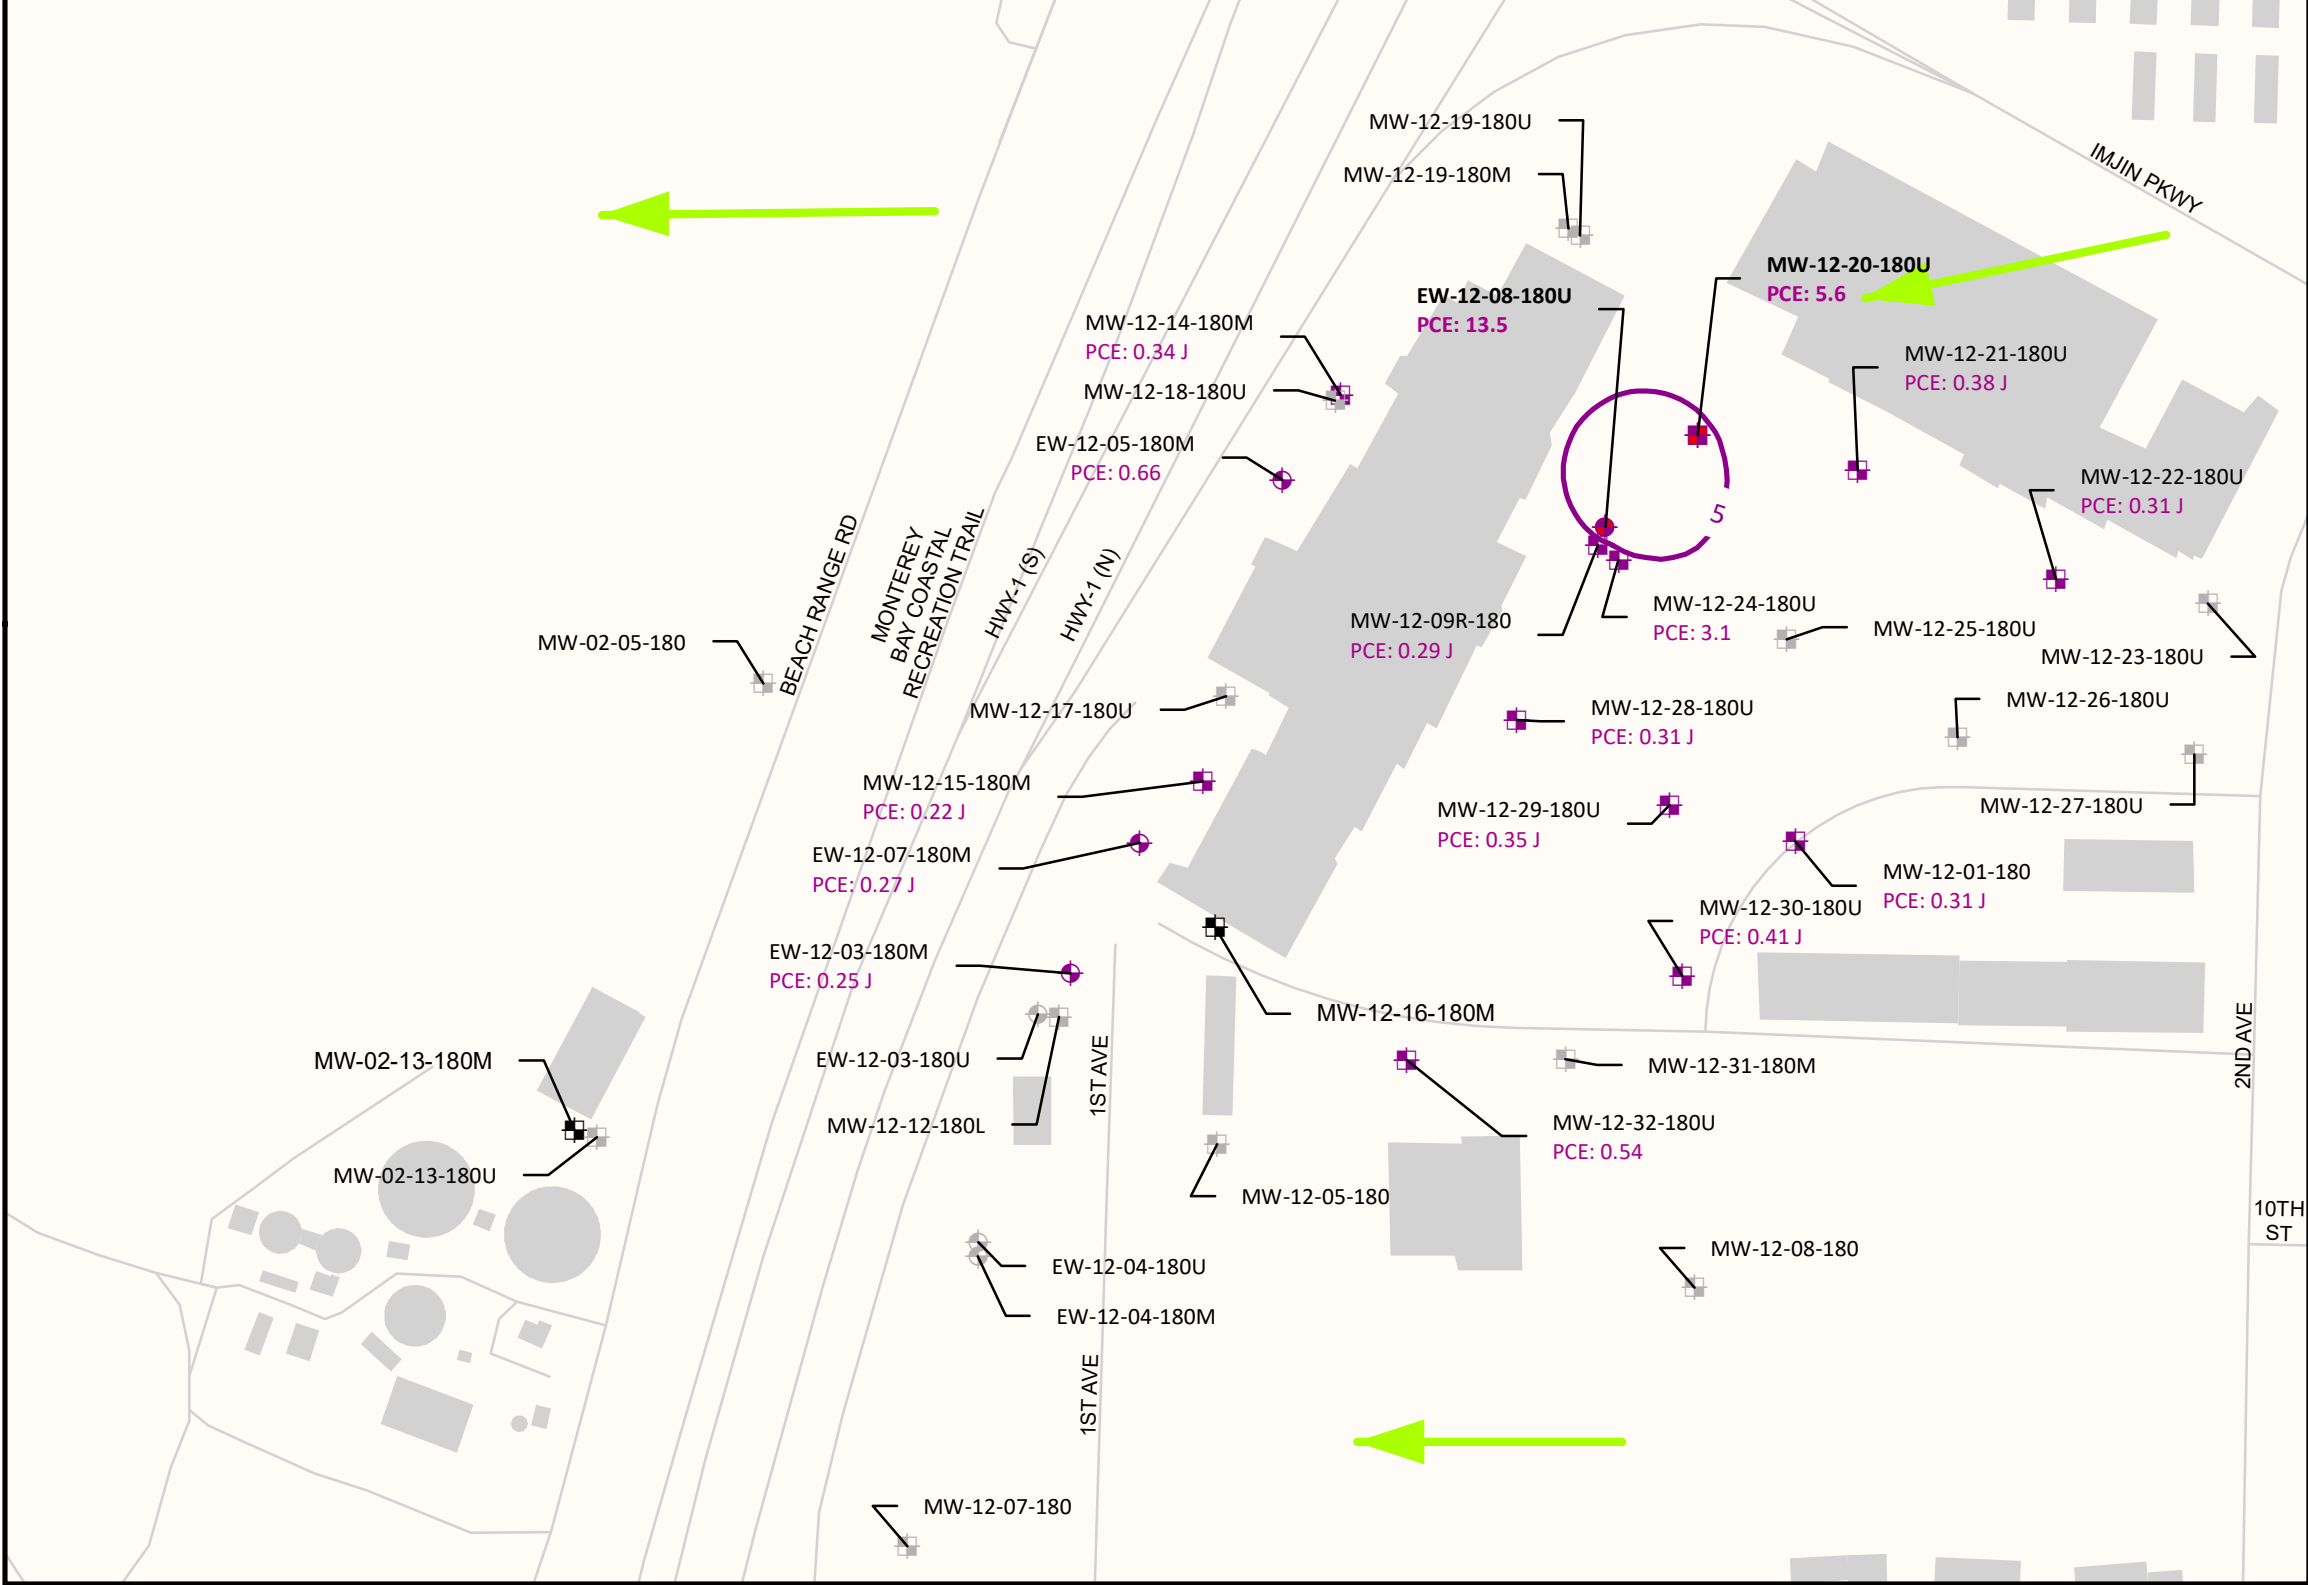 MW-12-19-180U
MW-12-19-180M
IMJIN PKWY
MW-12-20-180U
PCE: 5.6
EW-12-08-180U
PCE: 13.5
MW-12-14-180M
PCE: 0.34 J
MW-12-18-180U
MW-12-21-180U
PCE: 0.38 J
EW-12-05-180M
PCE: 0.66
MW-12-22-180U
PCE: 0.31 J
5
BEACH RANGE RD
MONTEREY
BAY COASTAL
RECREATION TRAIL
HWY-1 (S)
HWY-1 (N)
MW-02-05-180
MW-12-09R-180
PCE: 0.29 J
MW-12-24-180U
PCE: 3.1
MW-12-25-180U
MW-12-23-180U
MW-12-17-180U
MW-12-28-180U
PCE: 0.31 J
MW-12-26-180U
MW-12-15-180M
PCE: 0.22 J
MW-12-29-180U
PCE: 0.35 J
MW-12-27-180U
EW-12-07-180M
PCE: 0.27 J
MW-12-01-180
PCE: 0.31 J
MW-12-30-180U
PCE: 0.41 J
EW-12-03-180M
PCE: 0.25 J
MW-12-16-180M
MW-02-13-180M
EW-12-03-180U
1ST AVE
MW-12-31-180M
2ND AVE
MW-12-12-180L
MW-12-32-180U
PCE: 0.54
MW-02-13-180U
MW-12-05-180
10TH
ST
EW-12-04-180U
MW-12-08-180
EW-12-04-180M
1ST AVE
MW-12-07-180